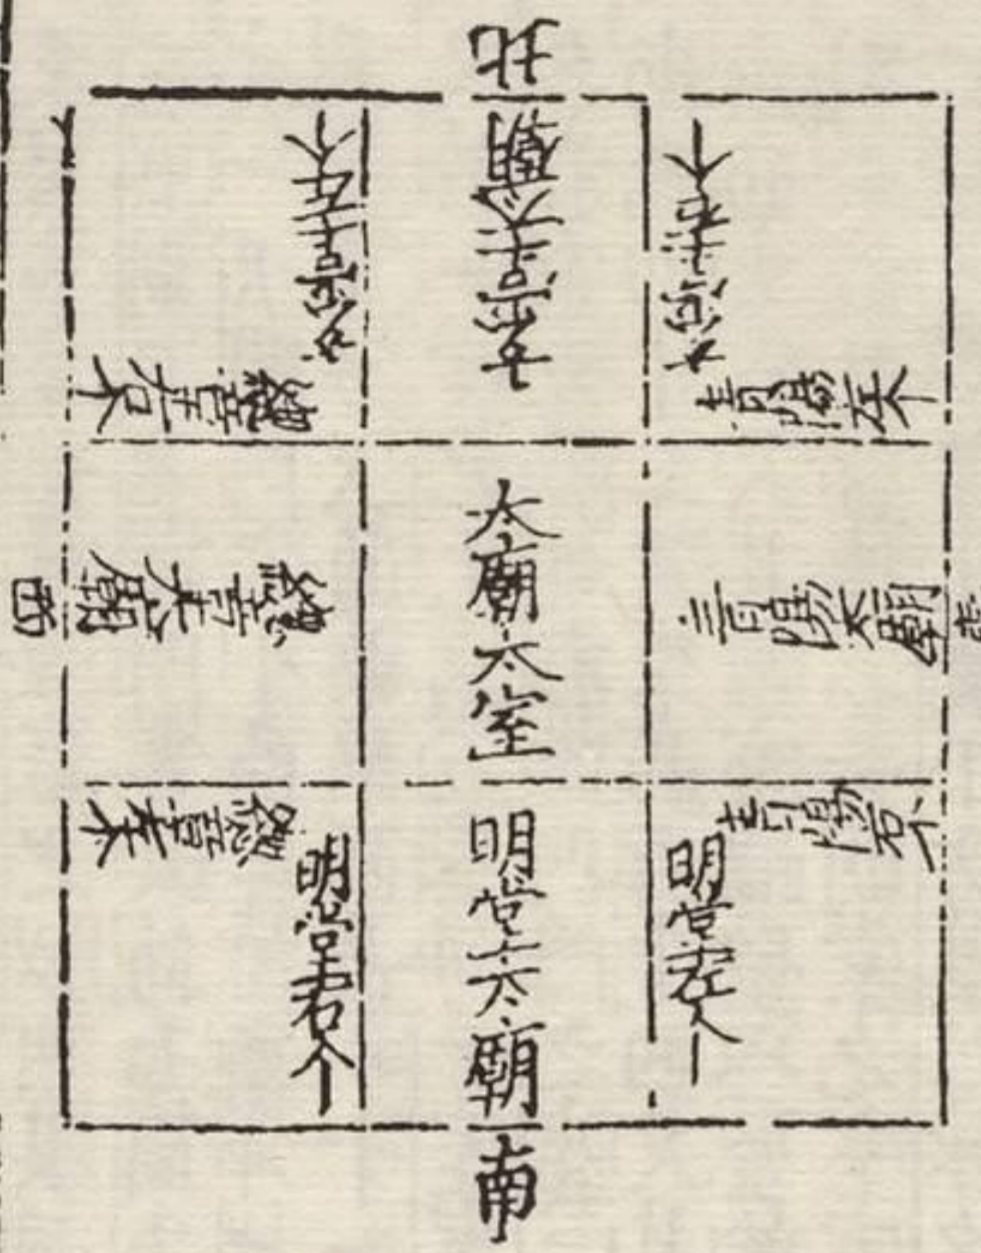 北
玄堂太廟
玄堂左个
玄堂右个
總章右个
青陽左个
西
總章太廟
太廟太室
青陽太廟
東
總章左个
青陽右个
明堂右个
明堂太廟
明堂左个
南